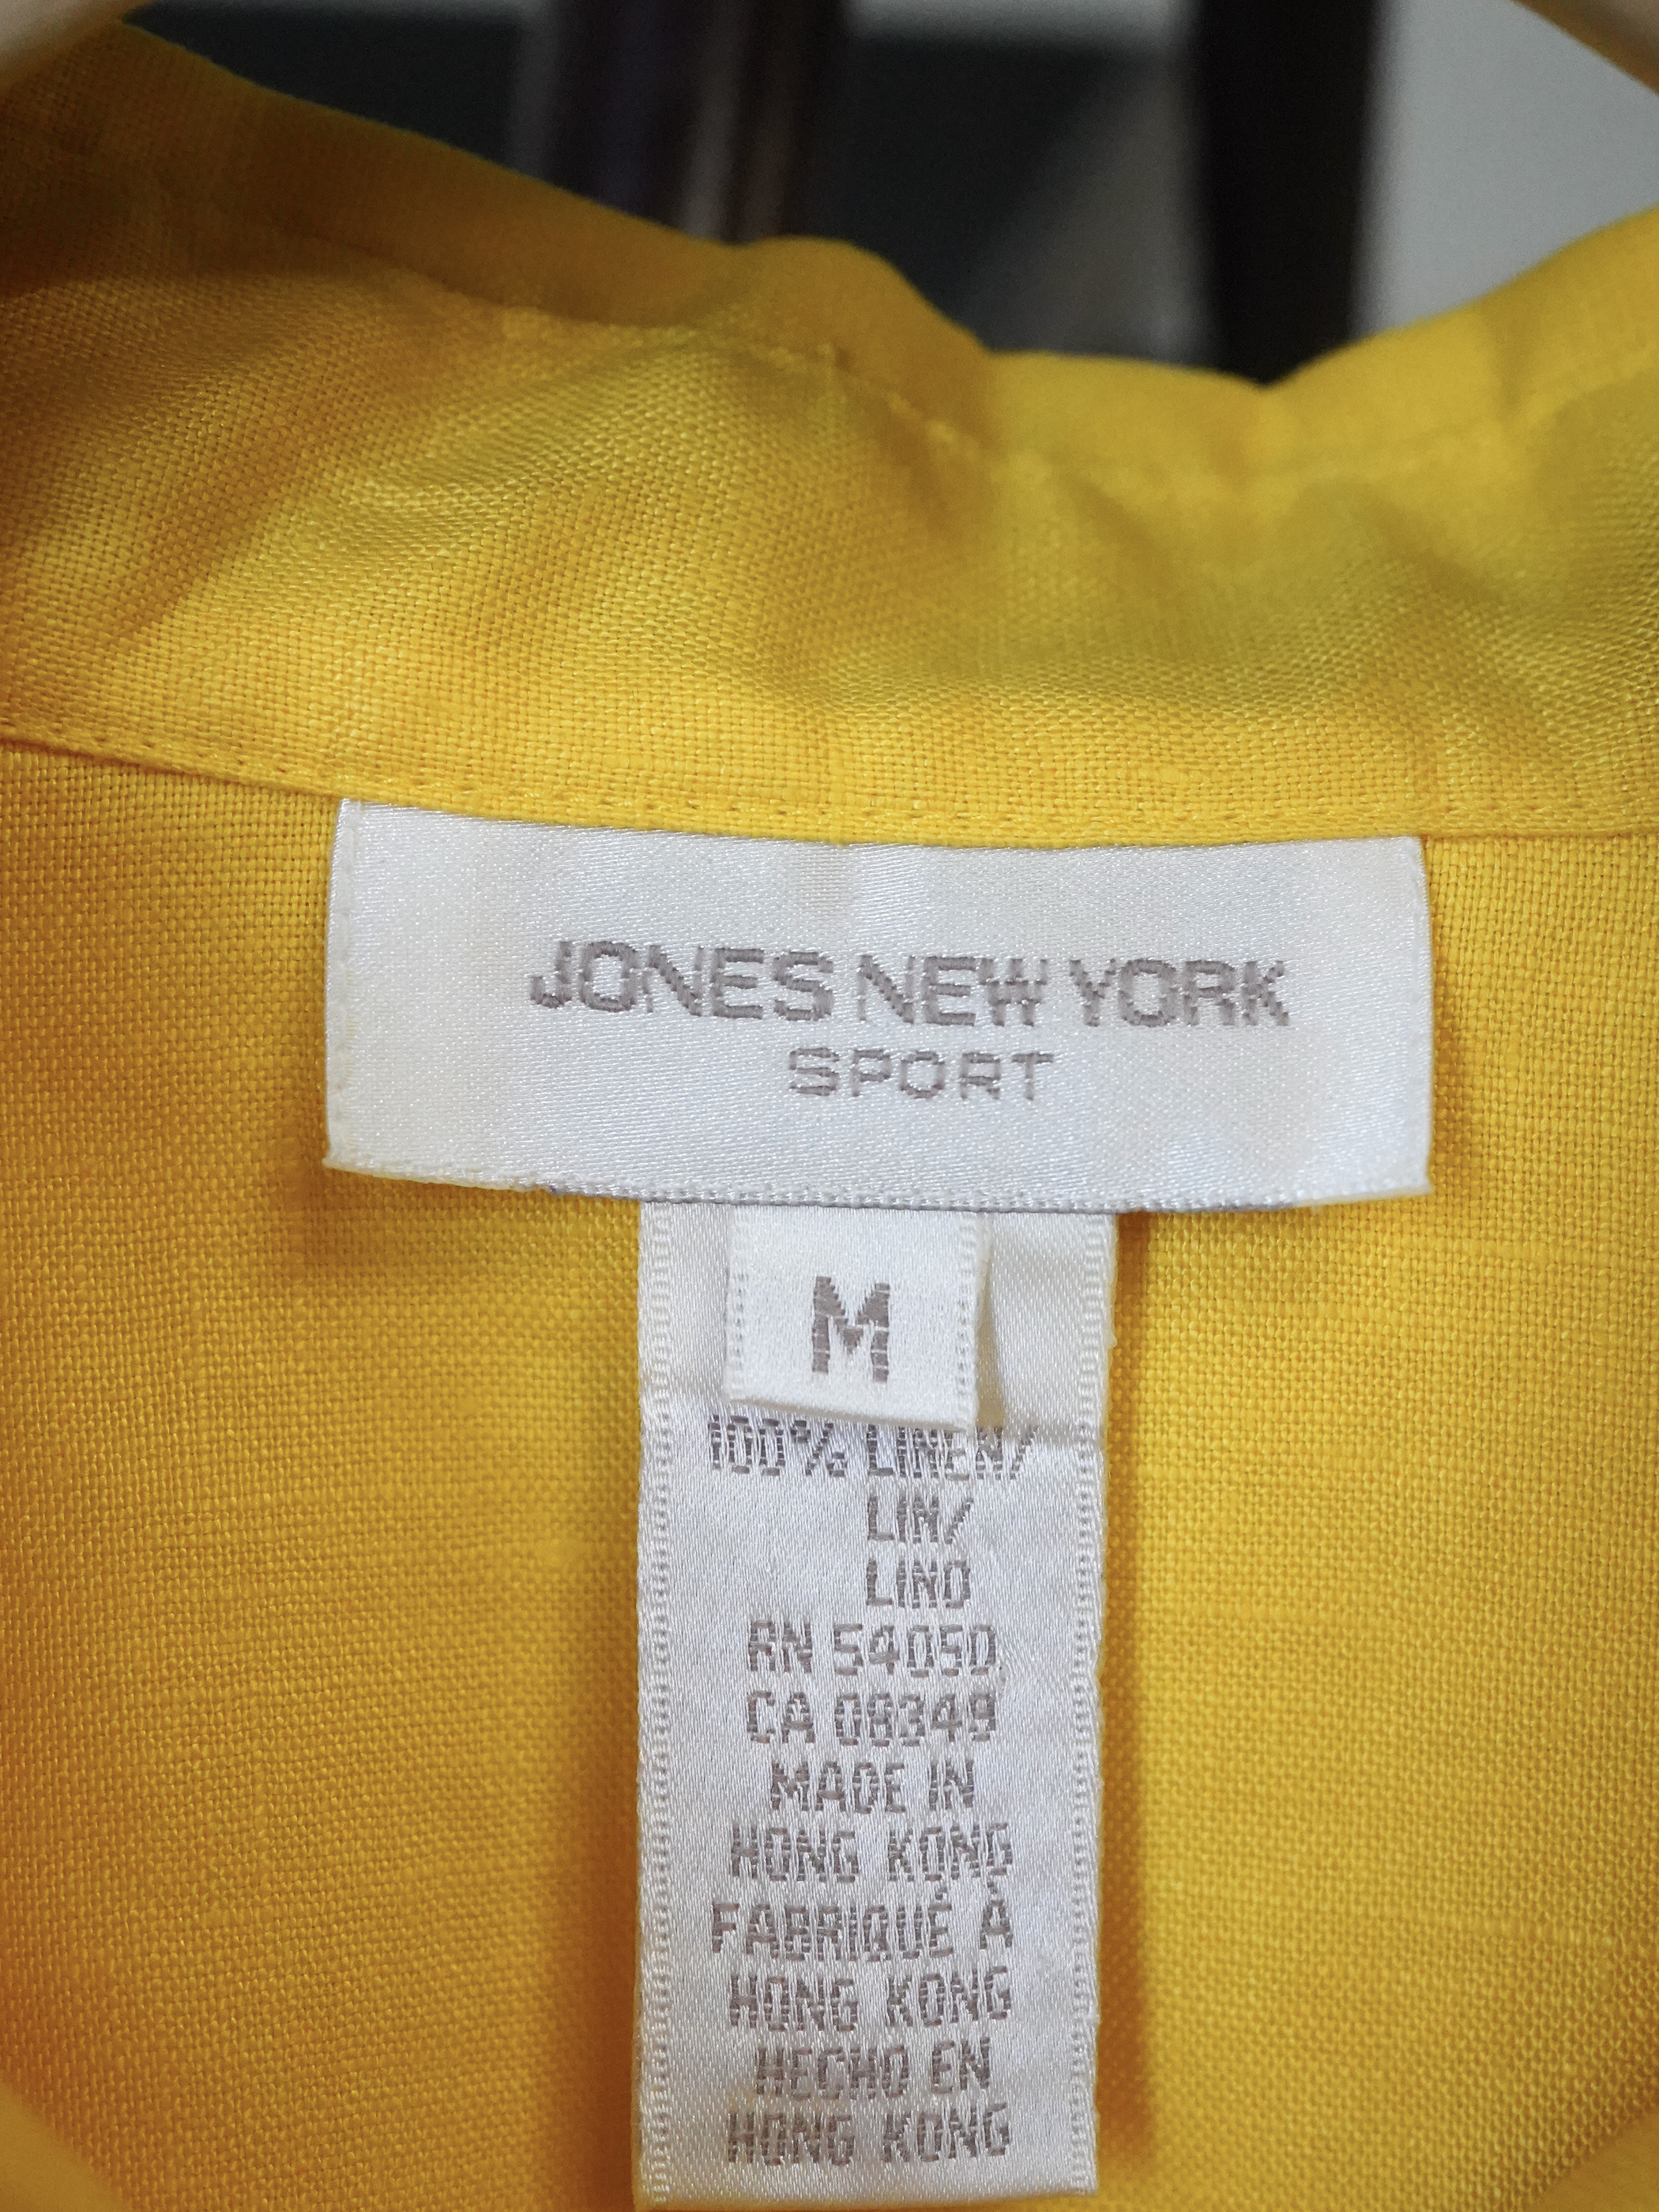 JONES NEW YORK
SPORT
M
100% LINEN/
LIN/
LINO
RN 54050
CA 08349
MADE IN
HONG KONG
FABRIQUÉ À
HONG KONG
HECHO EN
HONG KONG